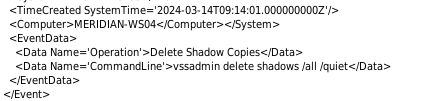 <TimeCreated SystemTime='2024-03-14T09:14:01.000000000Z'/>
<Computer>MERIDIAN-WS04</Computer></System>
<EventData>
<Data Name='Operation'>Delete Shadow Copies</Data>
<Data Name='CommandLine'>vssadmin delete shadows /all /quiet</Data>
</EventData>
</Event>